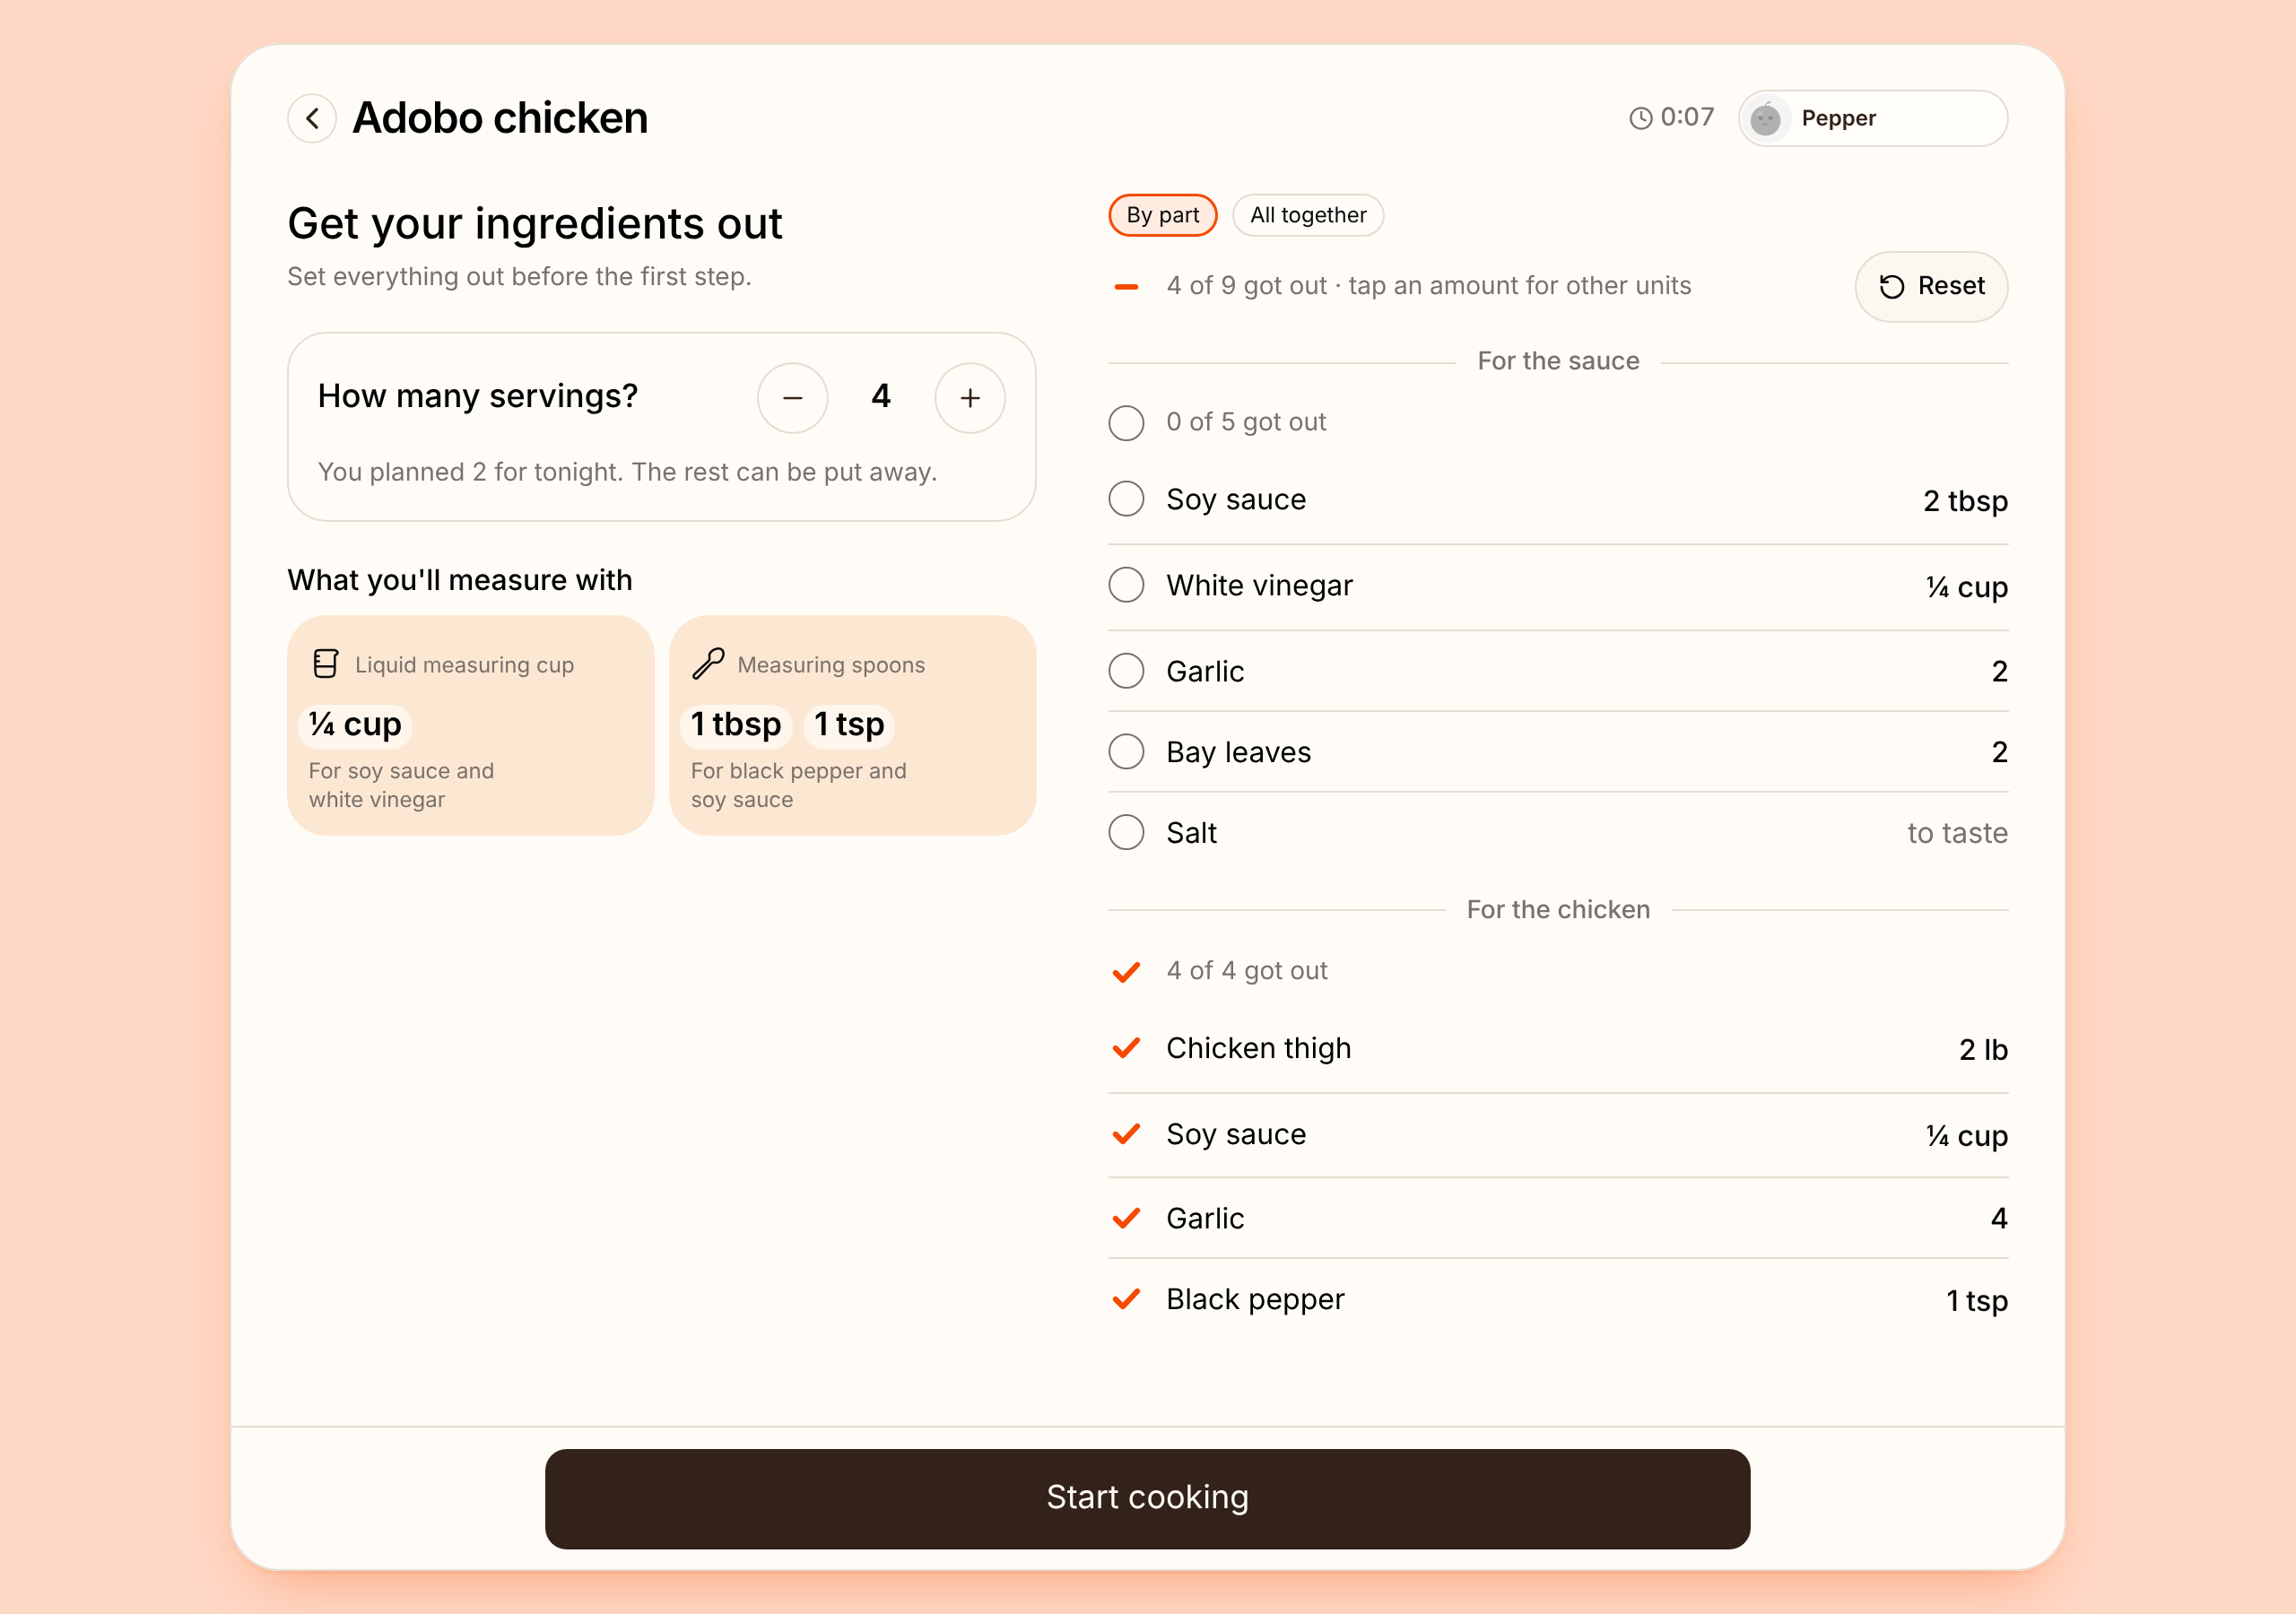 Adobo chicken
0:07
Pepper
Get your ingredients out
Set everything out before the first step.
How many servings?
4
You planned 2 for tonight. The rest can be put away.
What you'll measure with
Liquid measuring cup
¼ cup
For soy sauce and
white vinegar
Measuring spoons
1 tbsp 1 tsp
For black pepper and
soy sauce
By part
All together
4 of 9 got out · tap an amount for other units
Reset
For the sauce
0 of 5 got out
Soy sauce 2 tbsp
White vinegar ¼ cup
Garlic 2
Bay leaves 2
Salt to taste
For the chicken
4 of 4 got out
Chicken thigh 2 lb
Soy sauce ¼ cup
Garlic 4
Black pepper 1 tsp
Start cooking